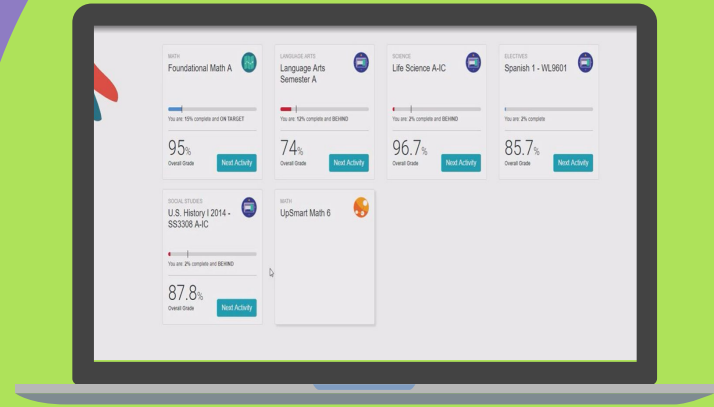 MATH
Foundational Math A
You are: 15% complete and ON TARGET
95%
Overall Grade
Next Activity
LANGUAGE ARTS
Language Arts
Semester A
You are: 12% complete and BEHIND
74%
Overall Grade
Next Activity
SCIENCE
Life Science A-IC
You are: 2% complete and BEHIND
96.7%
Overall Grade
Next Activity
ELECTIVES
Spanish 1 - WL9601
You are: 2% complete
85.7%
Overall Grade
Next Activity
SOCIAL STUDIES
U.S. History I 2014 -
SS3308 A-IC
You are: 2% complete and BEHIND
87.8%
Overall Grade
Next Activity
MATH
UpSmart Math 6